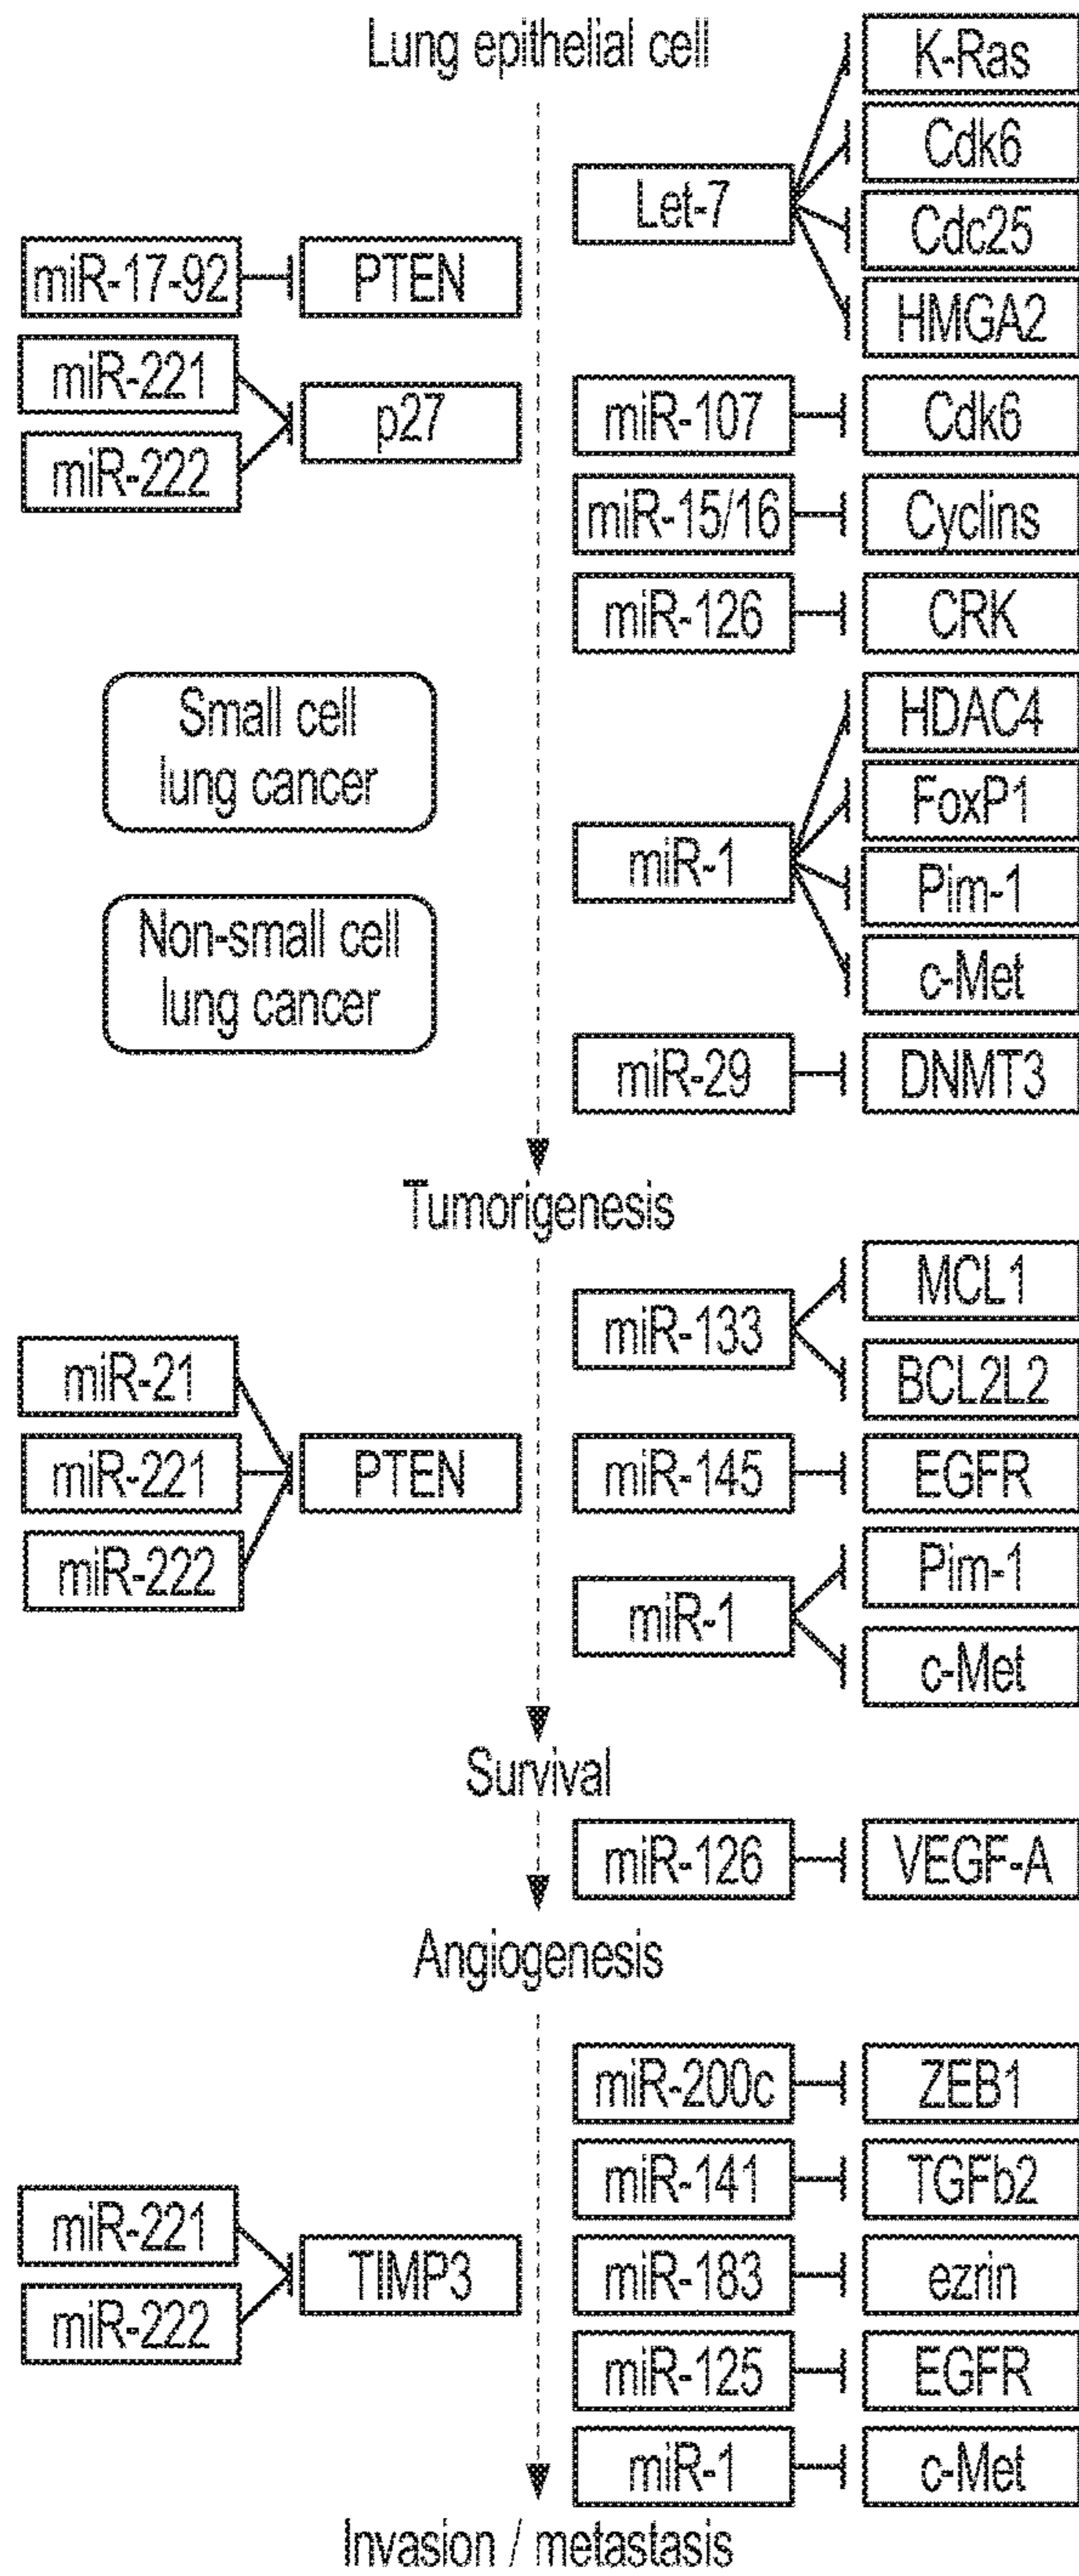 Lung epithelial cell
Let-7
K-Ras
Cdk6
Cdc25
HMGA2
miR-17-92
PTEN
miR-221
miR-222
p27
miR-107
Cdk6
miR-15/16
Cyclins
miR-126
CRK
Small cell
lung cancer
Non-small cell
lung cancer
miR-1
HDAC4
FoxP1
Pim-1
c-Met
miR-29
DNMT3
Tumorigenesis
miR-21
miR-221
miR-222
PTEN
miR-133
MCL1
BCL2L2
miR-145
EGFR
miR-1
Pim-1
c-Met
Survival
miR-126
VEGF-A
Angiogenesis
miR-221
miR-222
TIMP3
miR-200c
ZEB1
miR-141
TGFb2
miR-183
ezrin
miR-125
EGFR
miR-1
c-Met
Invasion / metastasis